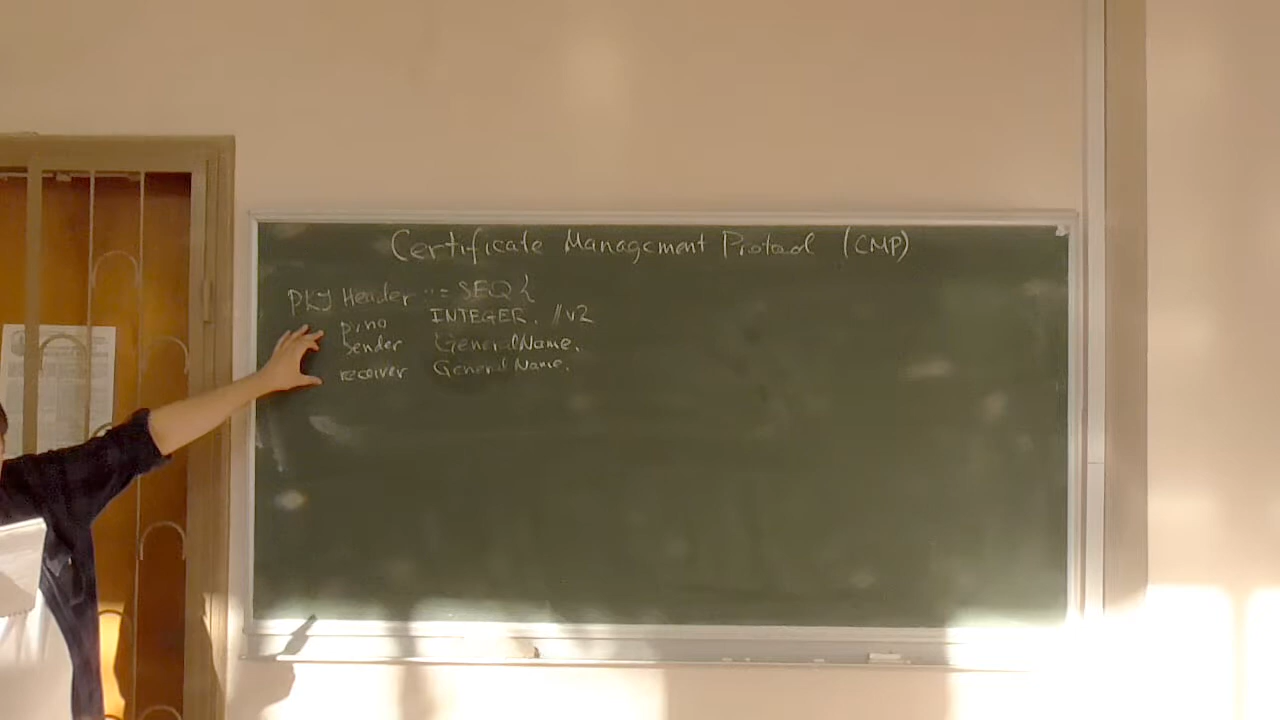 Certificate Management Protocol (CMP)
PKI Header ::= SEQ {
pvno INTEGER, //v2
sender GeneralName,
receiver GeneralName,